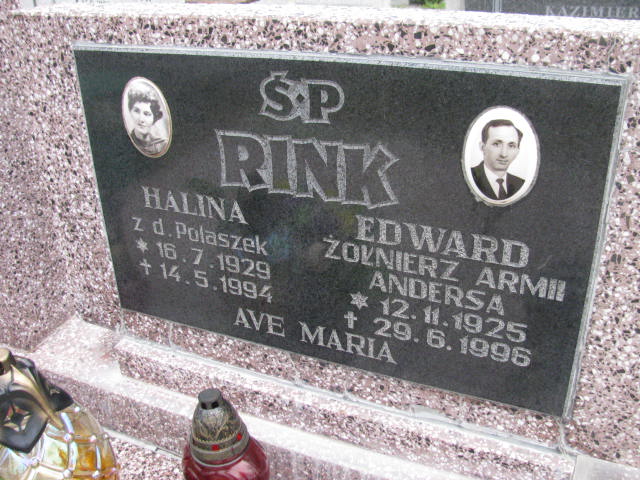 KAZIMIER
Ś·P
RINK
HALINA
z d. Polaszek
* 16.7.1929
+ 14.5.1994
EDWARD
ŻOŁNIERZ ARMII
ANDERSA
* 12.11.1925
+ 29.6.1996
AVE MARIA